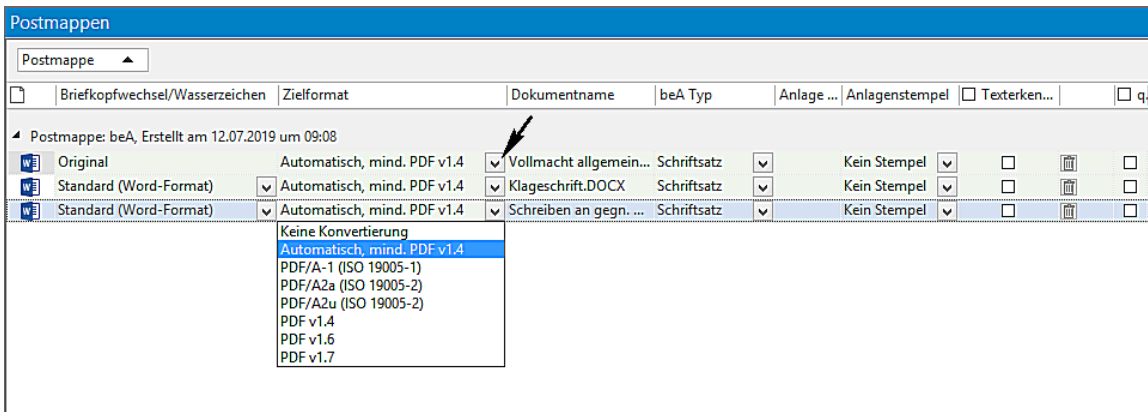 Postmappen
Postmappe
Briefkopfwechsel/Wasserzeichen Zielformat Dokumentname beA Typ Anlage ... Anlagenstempel Texterken... q.
Postmappe: beA, Erstellt am 12.07.2019 um 09:08
Original Automatisch, mind. PDF v1.4 Vollmacht allgemein... Schriftsatz Kein Stempel
Standard (Word-Format) Automatisch, mind. PDF v1.4 Klageschrift.DOCX Schriftsatz Kein Stempel
Standard (Word-Format) Automatisch, mind. PDF v1.4 Schreiben an gegn. ... Schriftsatz Kein Stempel
Keine Konvertierung
Automatisch, mind. PDF v1.4
PDF/A-1 (ISO 19005-1)
PDF/A2a (ISO 19005-2)
PDF/A2u (ISO 19005-2)
PDF v1.4
PDF v1.6
PDF v1.7